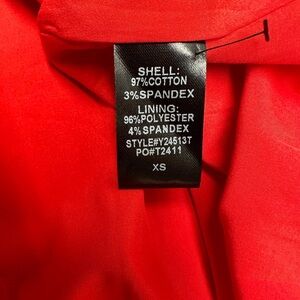 SHELL:
97%COTTON
3%SPANDEX
LINING:
96%POLYESTER
4%SPANDEX
STYLE#Y24513T
PO#T2411
XS